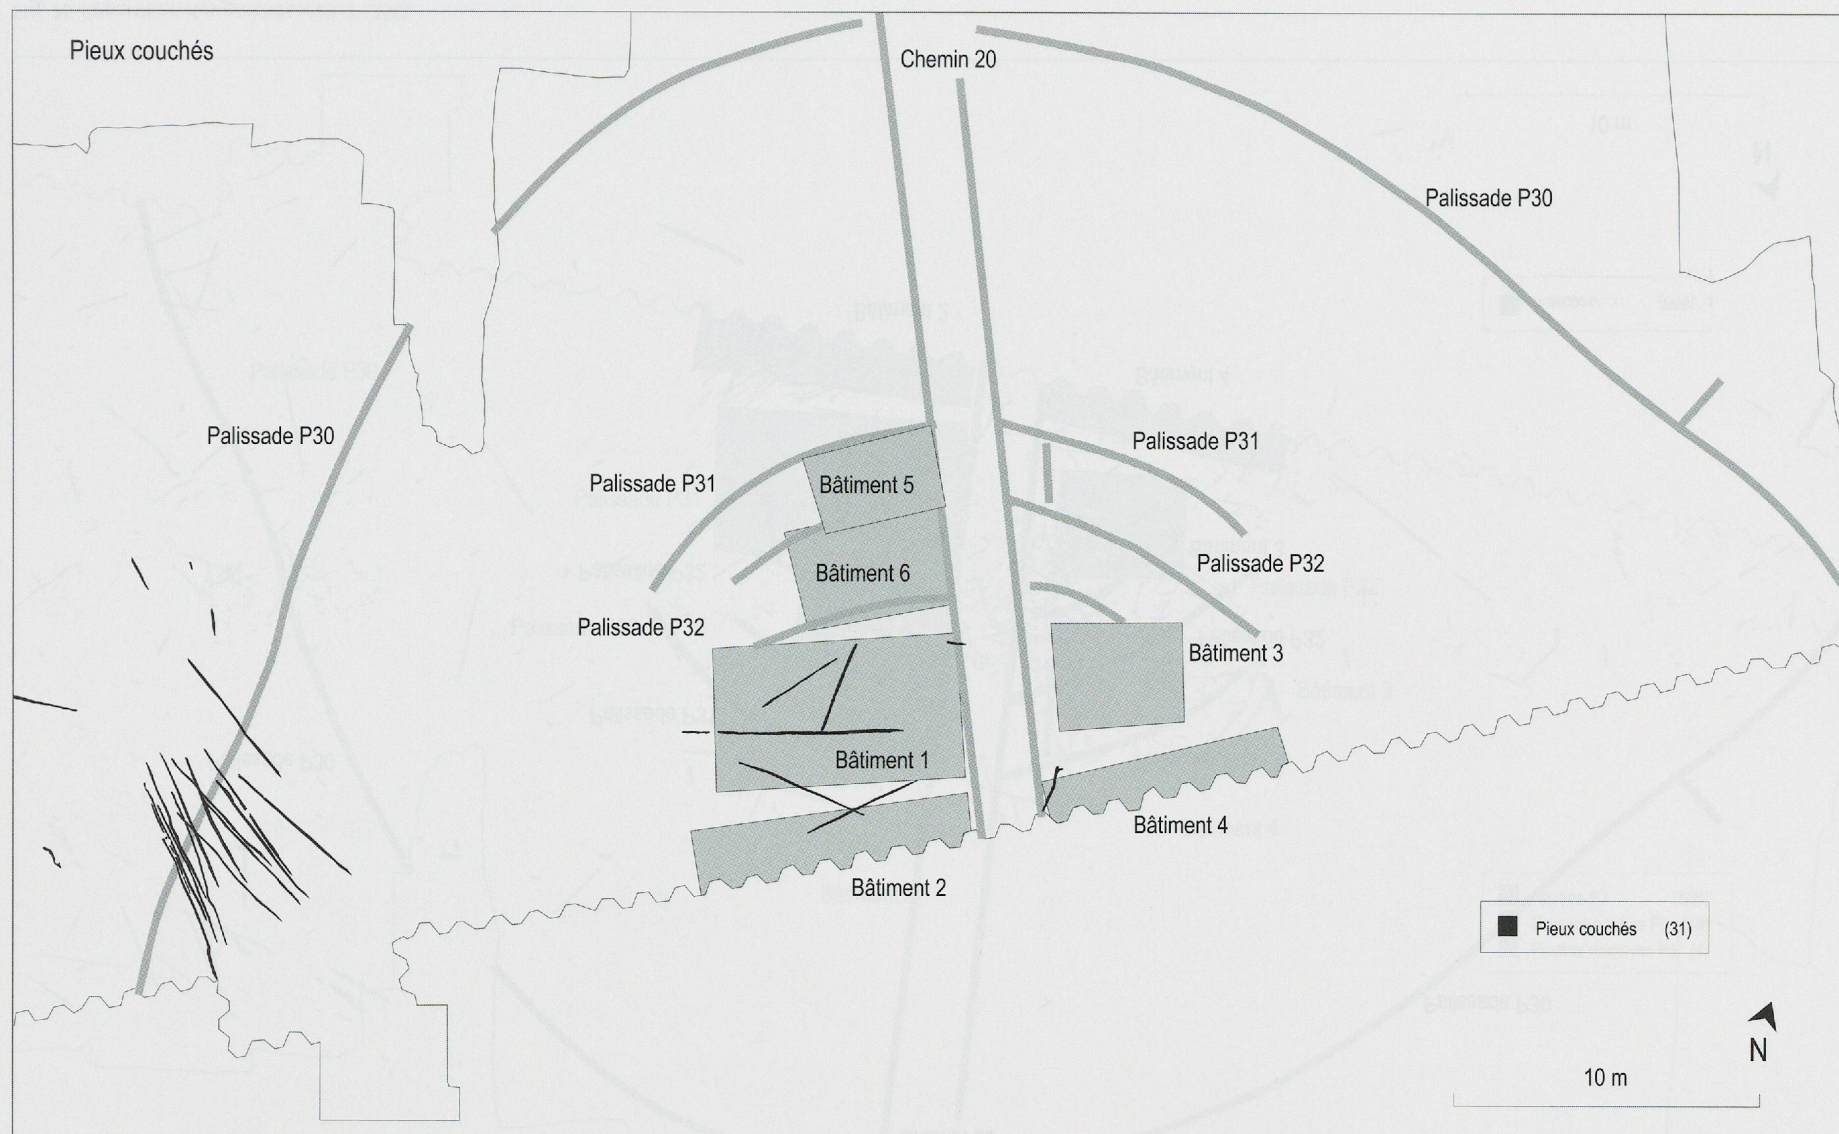 Pieux couchés
Chemin 20
Palissade P30
Palissade P30
Palissade P31
Palissade P31
Bâtiment 5
Palissade P32
Bâtiment 6
Palissade P32
Bâtiment 3
Bâtiment 1
Bâtiment 4
Bâtiment 2
Pieux couchés (31)
N
10 m